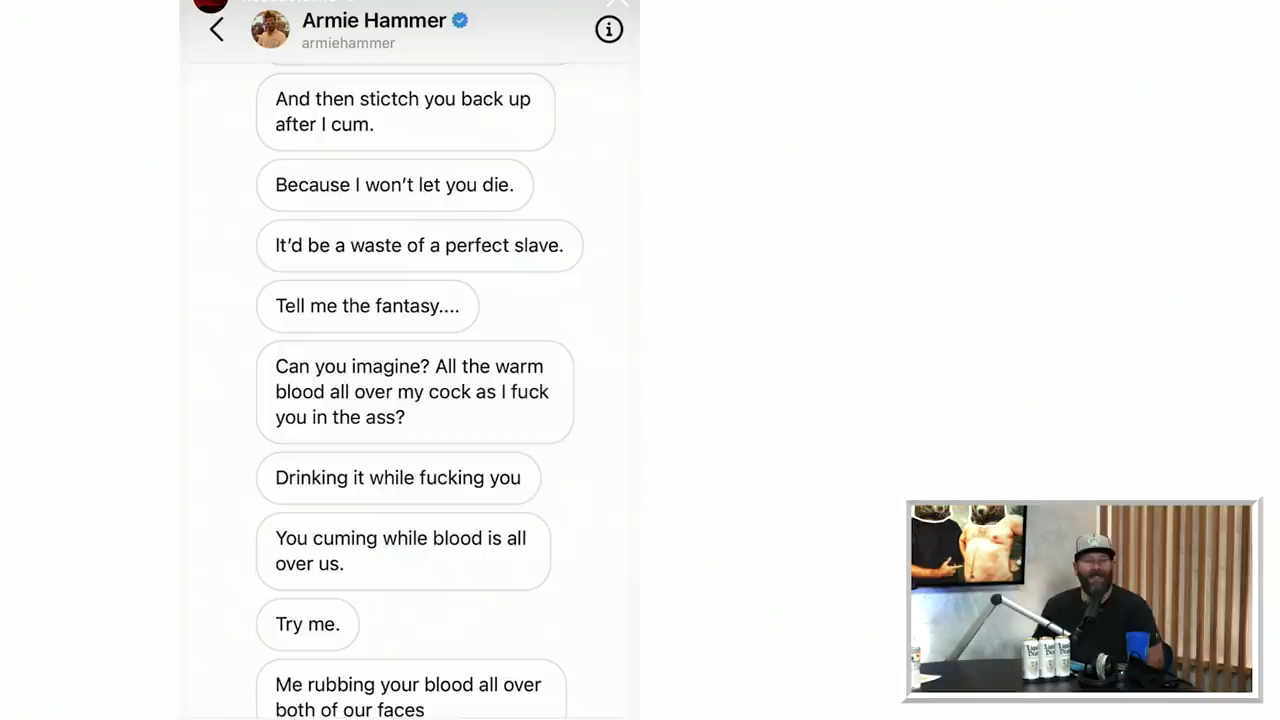 Armie Hammer
armiehammer
And then stictch you back up
after I cum.
Because I won't let you die.
It'd be a waste of a perfect slave.
Tell me the fantasy....
Can you imagine? All the warm
blood all over my cock as I fuck
you in the ass?
Drinking it while fucking you
You cuming while blood is all
over us.
Try me.
Me rubbing your blood all over
both of our faces